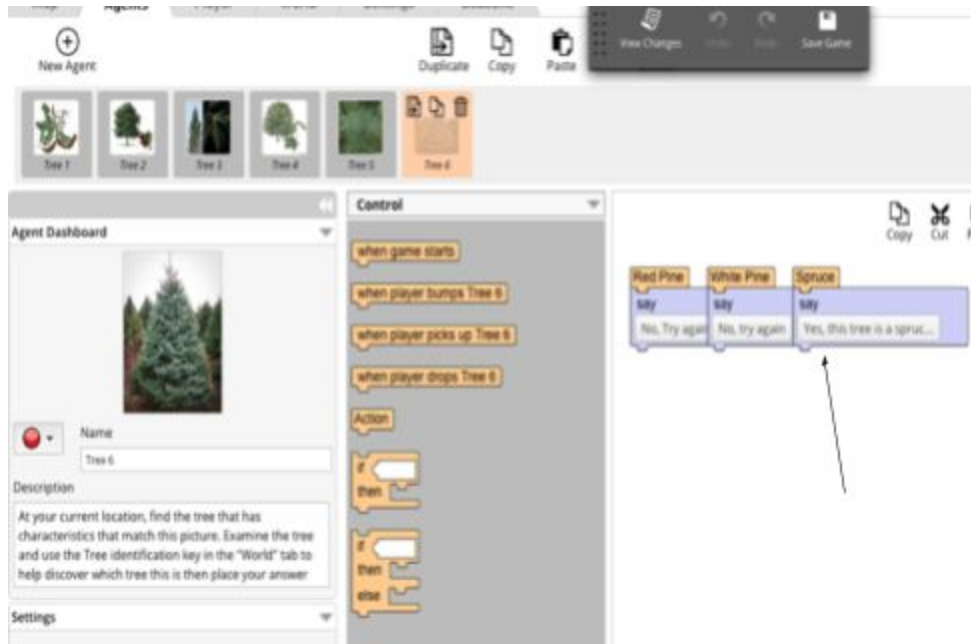 Agents
New Agent
Duplicate
Copy
Paste
View Changes
Save Game
Tree 1
Tree 2
Tree 3
Tree 4
Tree 5
Tree 6
Agent Dashboard
Name
Tree 6
Description
At your current location, find the tree that has
characteristics that match this picture. Examine the tree
and use the Tree identification key in the "World" tab to
help discover which tree this is then place your answer
Settings
Control
when game starts
when player bumps Tree 6
when player picks up Tree 6
when player drops Tree 6
Action
if
then
if
then
else
Copy
Cut
Red Pine
White Pine
Spruce
say
say
say
No, Try again
No, try again
Yes, this tree is a spruc...